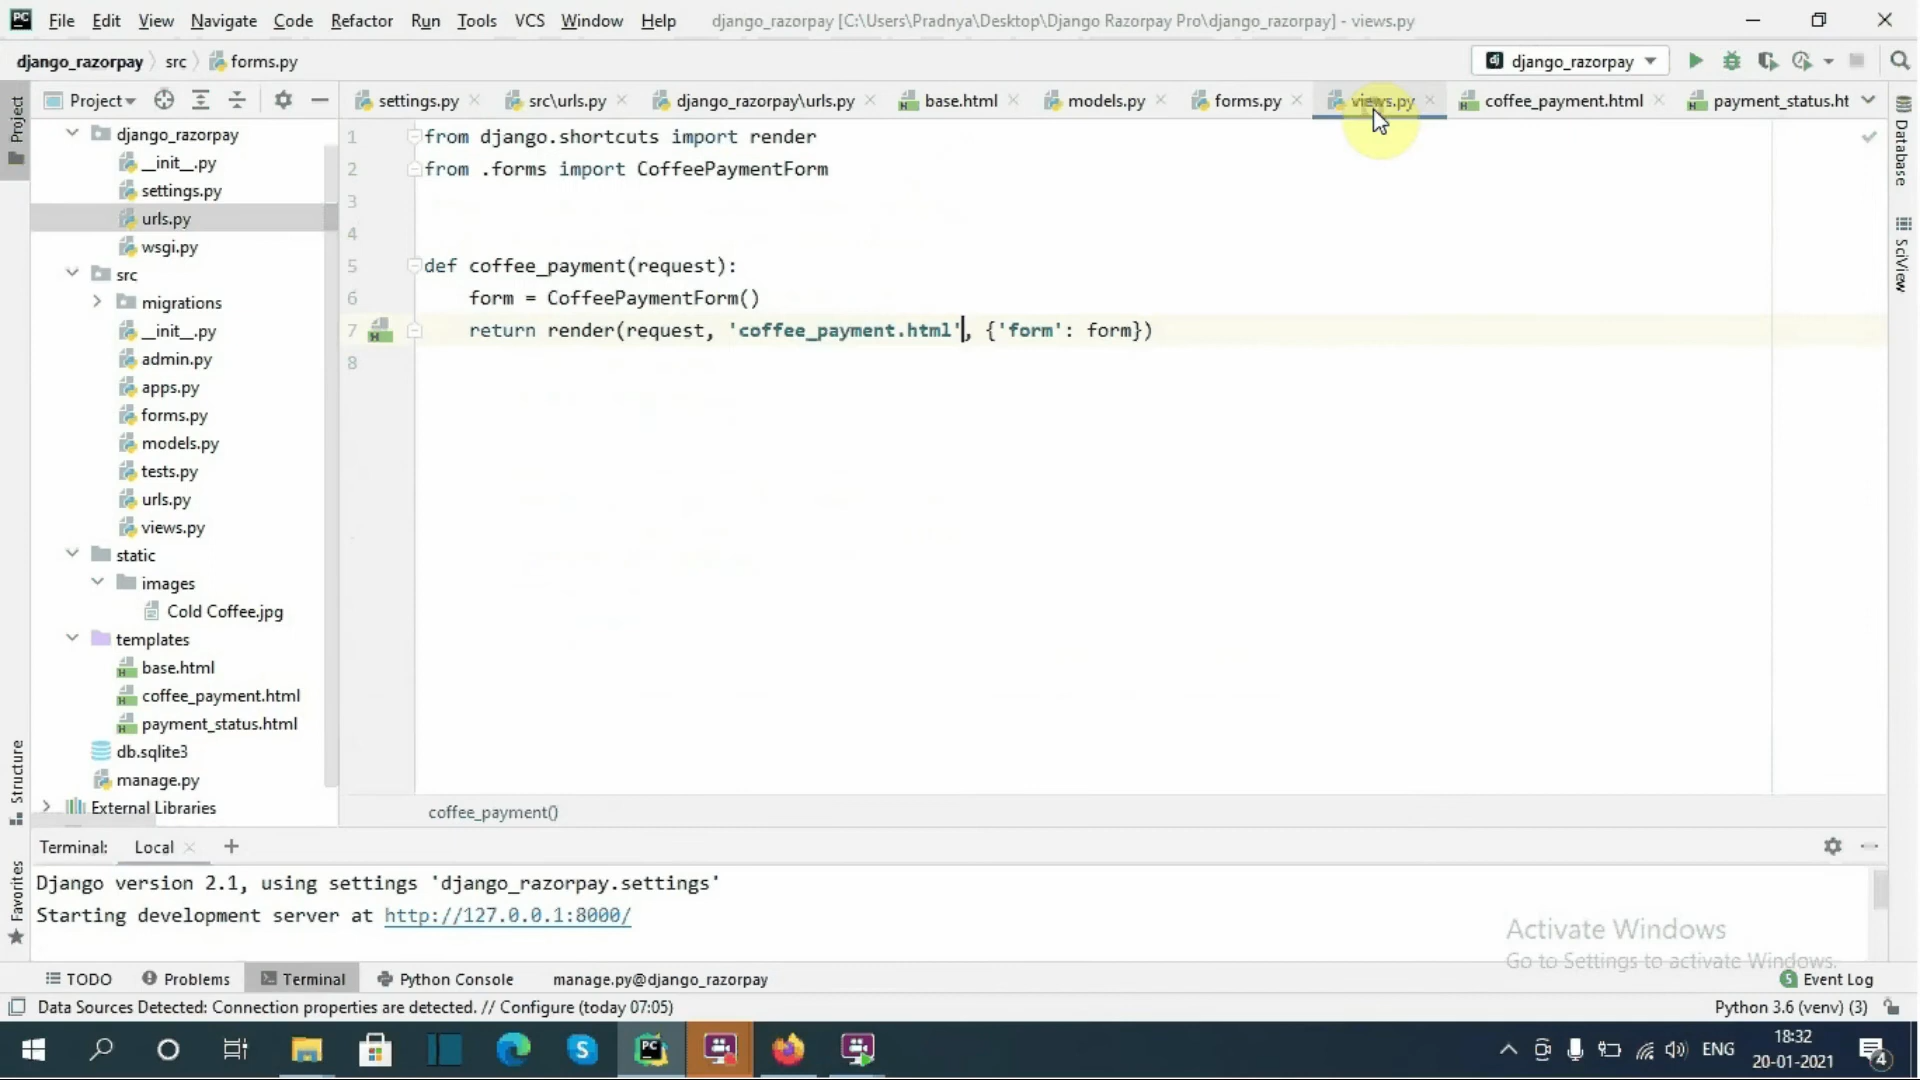 PC File Edit View Navigate Code Refactor Run Tools VCS Window Help django_razorpay [C:\Users\Pradnya\Desktop\Django Razorpay Pro\django_razorpay] - views.py
django_razorpay src forms.py dj django_razorpay
Project settings.py src\urls.py django_razorpay\urls.py base.html models.py forms.py views.py coffee_payment.html payment_status.ht
Project
django_razorpay
__init__.py
settings.py
urls.py
wsgi.py
src
migrations
__init__.py
admin.py
apps.py
forms.py
models.py
tests.py
urls.py
views.py
static
images
Cold Coffee.jpg
templates
base.html
coffee_payment.html
payment_status.html
db.sqlite3
manage.py
External Libraries
Structure
Favorites
1 from django.shortcuts import render
2 from .forms import CoffeePaymentForm
3
4
5 def coffee_payment(request):
6 form = CoffeePaymentForm()
7 return render(request, 'coffee_payment.html', {'form': form})
8
coffee_payment()
Database
SciView
Terminal: Local +
Django version 2.1, using settings 'django_razorpay.settings'
Starting development server at http://127.0.0.1:8000/
Activate Windows
Go to Settings to activate Windows.
TODO Problems Terminal Python Console manage.py@django_razorpay 5 Event Log
Data Sources Detected: Connection properties are detected. // Configure (today 07:05) Python 3.6 (venv) (3)
PC S ENG 18:32
20-01-2021 4